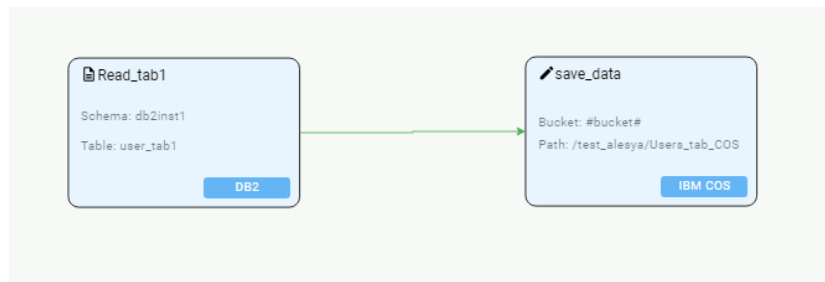 Read_tab1
Schema: db2inst1
Table: user_tab1
DB2
save_data
Bucket: #bucket#
Path: /test_alesya/Users_tab_COS
IBM COS